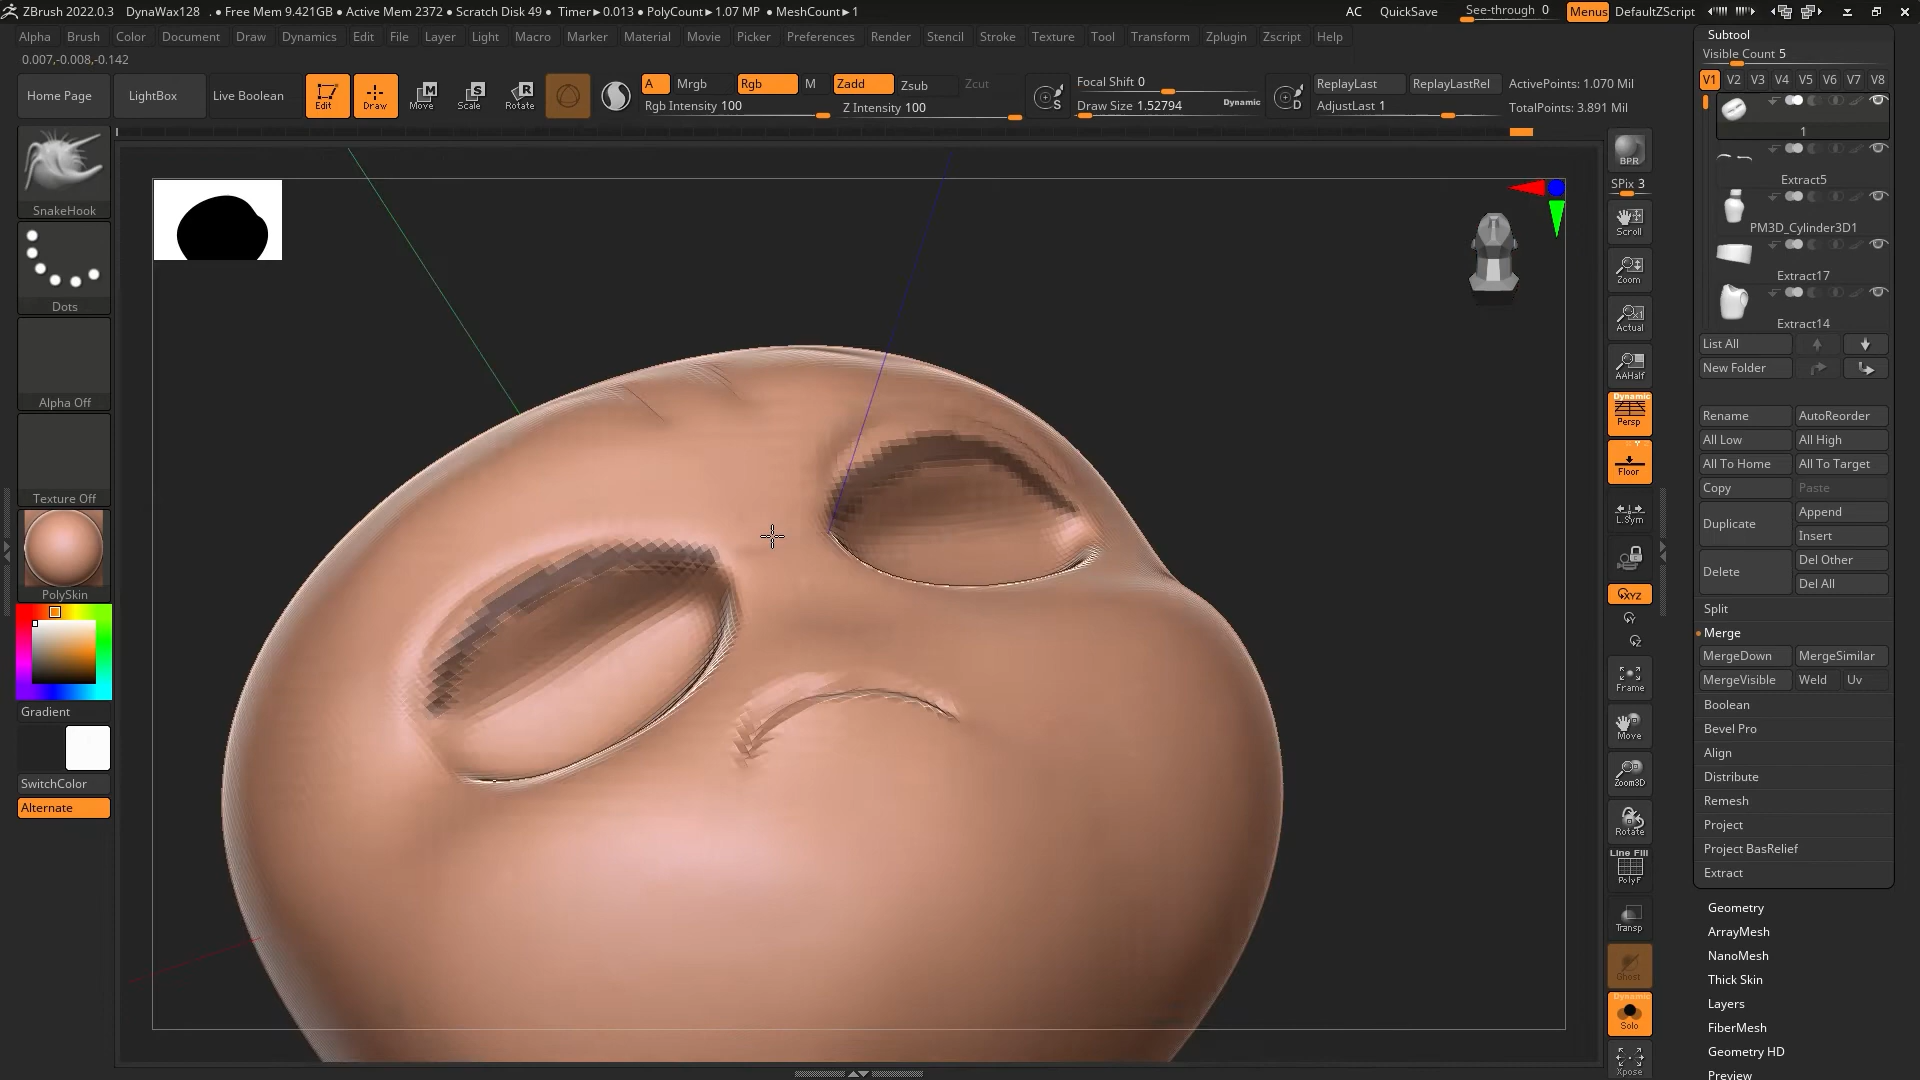 ZBrush 2022.0.3 DynaWax128 . ● Free Mem 9.421GB ● Active Mem 2372 ● Scratch Disk 49 ● Timer▸0.013 ● PolyCount▸1.07 MP ● MeshCount▸1
AC QuickSave See-through 0 Menus DefaultZScript
Alpha Brush Color Document Draw Dynamics Edit File Layer Light Macro Marker Material Movie Picker Preferences Render Stencil Stroke Texture Tool Transform Zplugin Zscript Help
0.007,-0.008,-0.142
Home Page LightBox Live Boolean Edit Draw Move Scale Rotate
M S R
A Mrgb Rgb M Zadd Zsub Zcut
Rgb Intensity 100 Z Intensity 100
S Focal Shift 0
Draw Size 1.52794 Dynamic
D ReplayLast ReplayLastRel
AdjustLast 1
ActivePoints: 1.070 Mil
TotalPoints: 3.891 Mil
SnakeHook
Dots
Alpha Off
Texture Off
PolySkin
Gradient
SwitchColor
Alternate
BPR
SPix 3
Scroll
Zoom
Actual
AAHalf
Dynamic
Persp
Floor
L.Sym
XYZ
Y
Z
Frame
Move
Zoom3D
Rotate
Line Fill
PolyF
Transp
Ghost
Dynamic
Solo
Xpose
Subtool
Visible Count 5
V1 V2 V3 V4 V5 V6 V7 V8
1
Extract5
PM3D_Cylinder3D1
Extract17
Extract14
List All
New Folder
Rename AutoReorder
All Low All High
All To Home All To Target
Copy Paste
Duplicate Append
Insert
Delete Del Other
Del All
Split
Merge
MergeDown MergeSimilar
MergeVisible Weld Uv
Boolean
Bevel Pro
Align
Distribute
Remesh
Project
Project BasRelief
Extract
Geometry
ArrayMesh
NanoMesh
Thick Skin
Layers
FiberMesh
Geometry HD
Preview